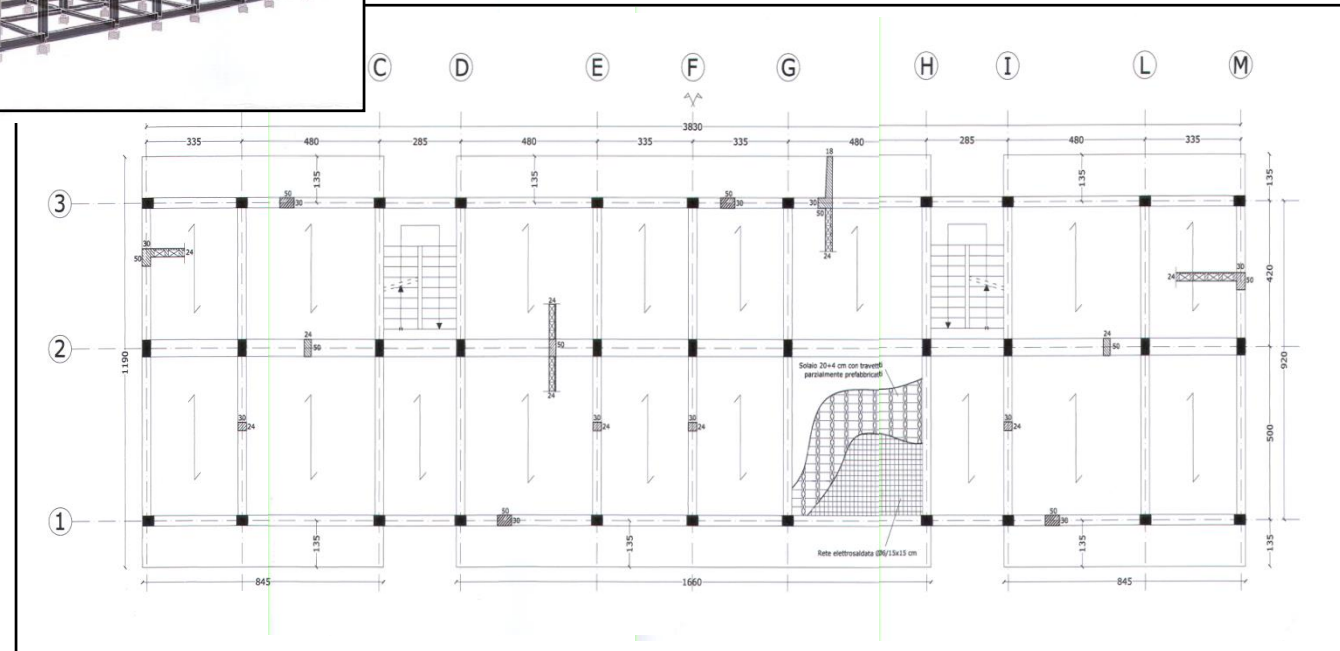 C D E F G H I L M
3830
335 480 285 480 335 335 480 285 480 335
135 135 18 135 135
3
50 30 50 30 30 50
30 24 50
24
24 30 50
420
24
24 50
50
24 50
2
1190
920
Solaio 20+4 cm con travetti
parzialmente prefabbricati
24
30 24 30 24 30 24 30 24
500
1
50 30 50 30
135 135 135 135
Rete elettrosaldata Ø6/15x15 cm
845 1660 845